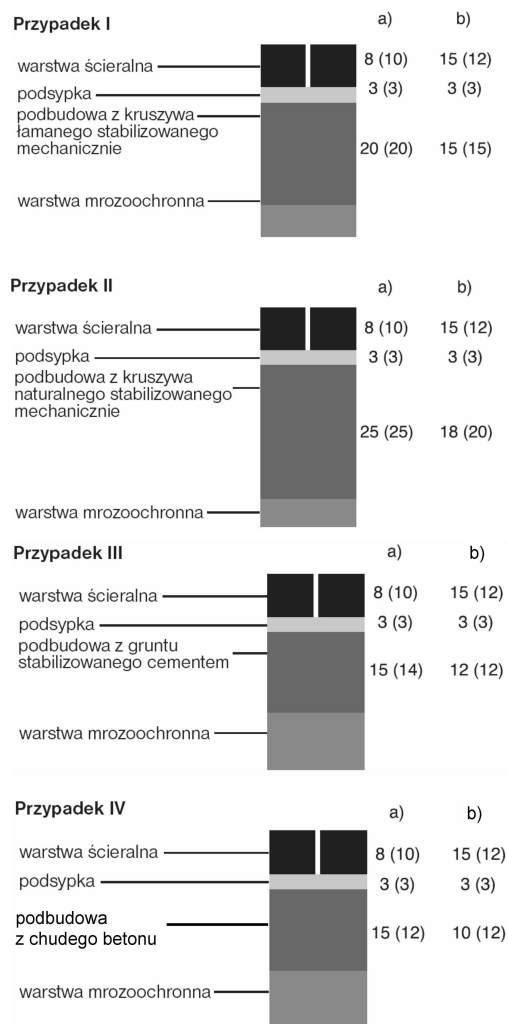 Przypadek I
a) b)
warstwa ścieralna 8 (10) 15 (12)
podsypka 3 (3) 3 (3)
podbudowa z kruszywa
łamanego stabilizowanego
mechanicznie 20 (20) 15 (15)
warstwa mrozoochronna
Przypadek II
a) b)
warstwa ścieralna 8 (10) 15 (12)
podsypka 3 (3) 3 (3)
podbudowa z kruszywa
naturalnego stabilizowanego
mechanicznie
25 (25) 18 (20)
warstwa mrozoochronna
Przypadek III
a) b)
warstwa ścieralna 8 (10) 15 (12)
podsypka 3 (3) 3 (3)
podbudowa z gruntu
stabilizowanego cementem
15 (14) 12 (12)
warstwa mrozoochronna
Przypadek IV
a) b)
warstwa ścieralna 8 (10) 15 (12)
podsypka 3 (3) 3 (3)
podbudowa
z chudego betonu 15 (12) 10 (12)
warstwa mrozoochronna